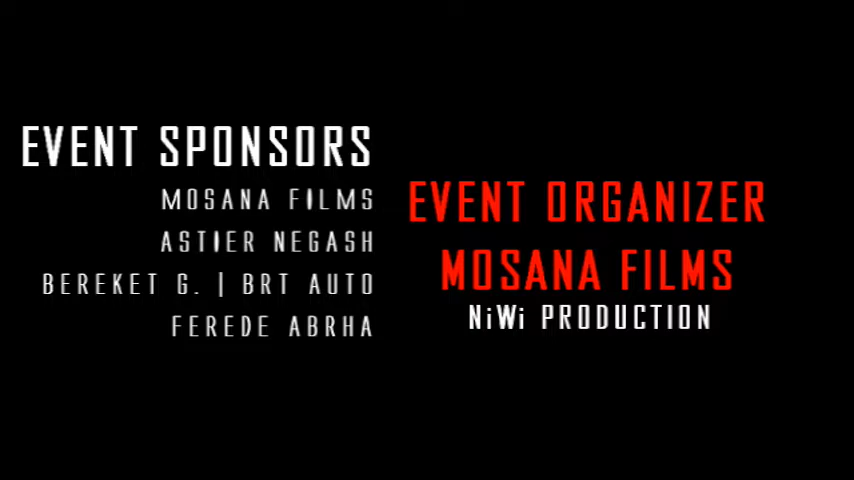 EVENT SPONSORS
MOSANA FILMS
ASTIER NEGASH
BEREKET G. | BRT AUTO
FEREDE ABRHA
EVENT ORGANIZER
MOSANA FILMS
NiWi PRODUCTION